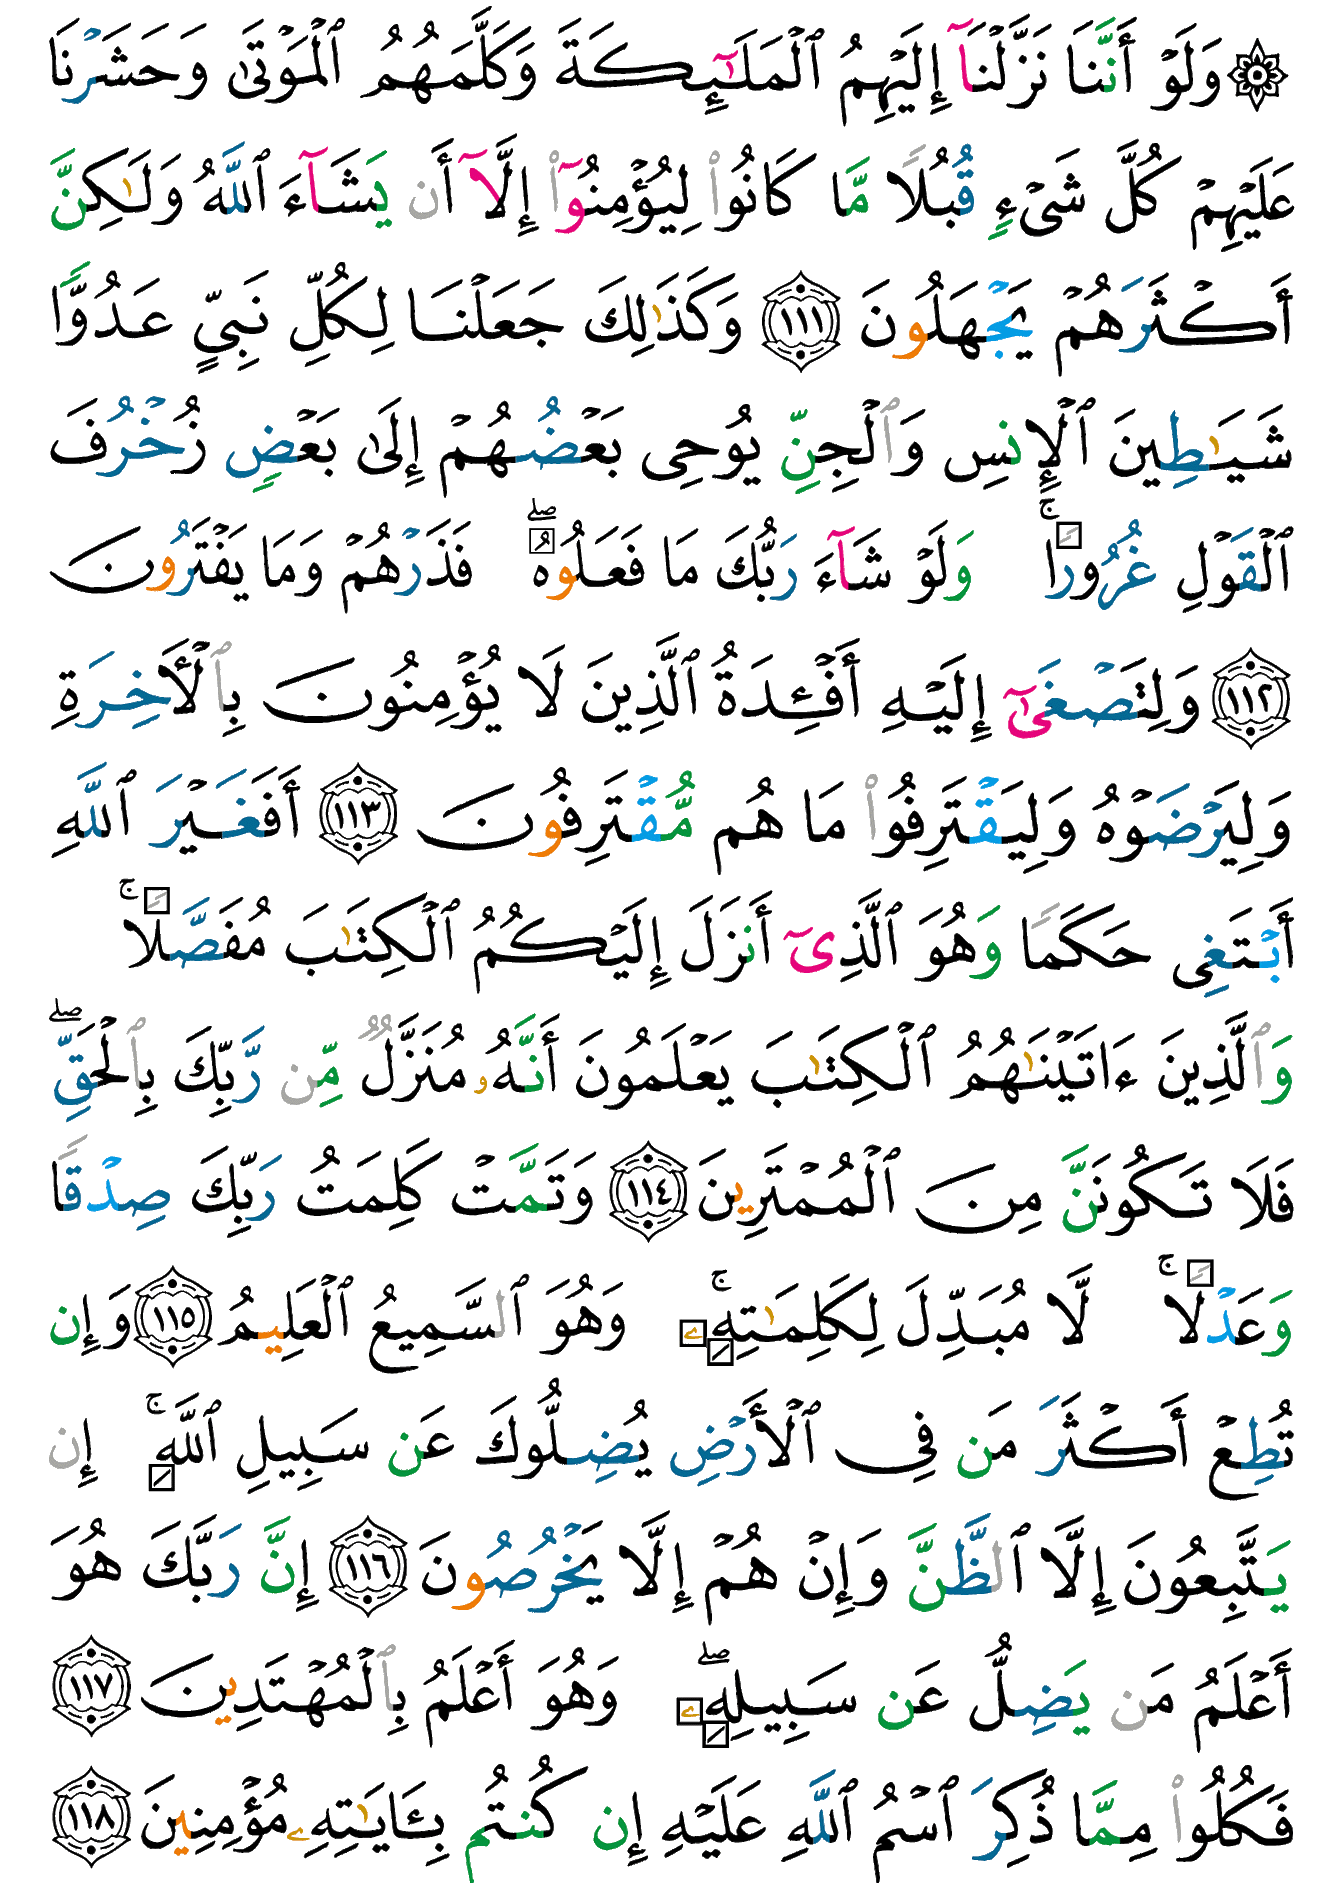 ۞ وَلَوْ أَنَّنَا نَزَّلْنَآ إِلَيْهِمُ ٱلْمَلَـٰٓئِكَةَ وَكَلَّمَهُمُ ٱلْمَوْتَىٰ وَحَشَرْنَا
عَلَيْهِمْ كُلَّ شَىْءٍ قُبُلًا مَّا كَانُوا۟ لِيُؤْمِنُوٓا۟ إِلَّآ أَن يَشَآءَ ٱللَّهُ وَلَـٰكِنَّ
أَكْثَرَهُمْ يَجْهَلُونَ ١١١ وَكَذَٰلِكَ جَعَلْنَا لِكُلِّ نَبِىٍّ عَدُوًّا
شَيَـٰطِينَ ٱلْإِنسِ وَٱلْجِنِّ يُوحِى بَعْضُهُمْ إِلَىٰ بَعْضٍ زُخْرُفَ
ٱلْقَوْلِ غُرُورًا ۚ وَلَوْ شَآءَ رَبُّكَ مَا فَعَلُوهُ ۖ فَذَرْهُمْ وَمَا يَفْتَرُونَ
١١٢ وَلِتَصْغَىٰٓ إِلَيْهِ أَفْـِٔدَةُ ٱلَّذِينَ لَا يُؤْمِنُونَ بِٱلْـَٔاخِرَةِ
وَلِيَرْضَوْهُ وَلِيَقْتَرِفُوا۟ مَا هُم مُّقْتَرِفُونَ ١١٣ أَفَغَيْرَ ٱللَّهِ
أَبْتَغِى حَكَمًا وَهُوَ ٱلَّذِىٓ أَنزَلَ إِلَيْكُمُ ٱلْكِتَـٰبَ مُفَصَّلًا ۚ
وَٱلَّذِينَ ءَاتَيْنَـٰهُمُ ٱلْكِتَـٰبَ يَعْلَمُونَ أَنَّهُۥ مُنَزَّلٌ مِّن رَّبِّكَ بِٱلْحَقِّ ۖ
فَلَا تَكُونَنَّ مِنَ ٱلْمُمْتَرِينَ ١١٤ وَتَمَّتْ كَلِمَتُ رَبِّكَ صِدْقًا
وَعَدْلًا ۚ لَّا مُبَدِّلَ لِكَلِمَـٰتِهِۦ ۚ وَهُوَ ٱلسَّمِيعُ ٱلْعَلِيمُ ١١٥ وَإِن
تُطِعْ أَكْثَرَ مَن فِى ٱلْأَرْضِ يُضِلُّوكَ عَن سَبِيلِ ٱللَّهِ ۚ إِن
يَتَّبِعُونَ إِلَّا ٱلظَّنَّ وَإِنْ هُمْ إِلَّا يَخْرُصُونَ ١١٦ إِنَّ رَبَّكَ هُوَ
أَعْلَمُ مَن يَضِلُّ عَن سَبِيلِهِۦ ۖ وَهُوَ أَعْلَمُ بِٱلْمُهْتَدِينَ ١١٧
فَكُلُوا۟ مِمَّا ذُكِرَ ٱسْمُ ٱللَّهِ عَلَيْهِ إِن كُنتُم بِـَٔايَـٰتِهِۦ مُؤْمِنِينَ ١١٨